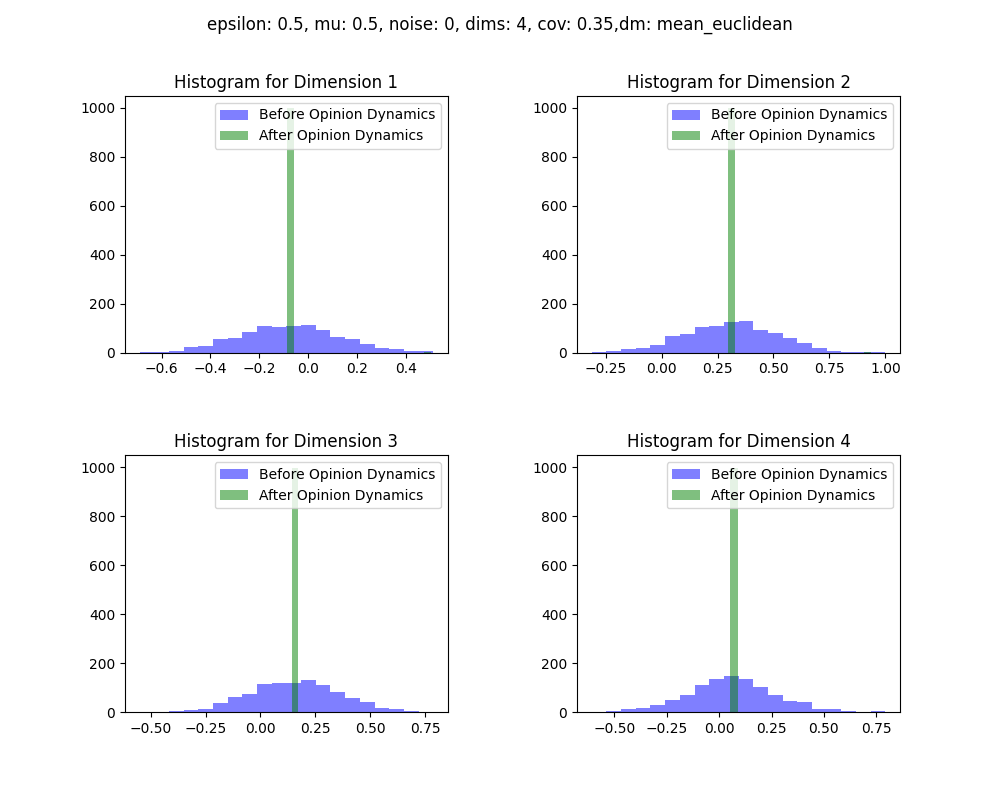 epsilon: 0.5, mu: 0.5, noise: 0, dims: 4, cov: 0.35,dm: mean_euclidean
Histogram for Dimension 1
1000
800
600
400
200
0
Before Opinion Dynamics
After Opinion Dynamics
−0.6 −0.4 −0.2 0.0 0.2 0.4
Histogram for Dimension 2
1000
800
600
400
200
0
Before Opinion Dynamics
After Opinion Dynamics
−0.25 0.00 0.25 0.50 0.75 1.00
Histogram for Dimension 3
1000
800
600
400
200
0
Before Opinion Dynamics
After Opinion Dynamics
−0.50 −0.25 0.00 0.25 0.50 0.75
Histogram for Dimension 4
1000
800
600
400
200
0
Before Opinion Dynamics
After Opinion Dynamics
−0.50 −0.25 0.00 0.25 0.50 0.75